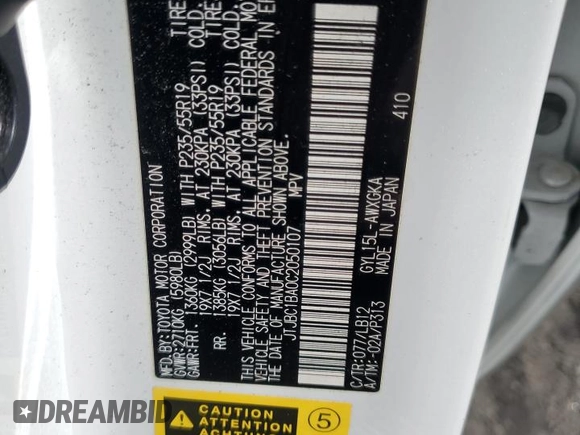 MFD.BY:TOYOTA MOTOR CORPORATION
GVWR:2710KG (5980LB)
GAWR:FRT. 1360KG (2999LB) WITH P235/55R19 TIRE
19X7 1/2J RIMS, AT 230KPA (33PSI) COLD.
RR. 1385KG (3056LB) WITH P235/55R19 TIRE
19X7 1/2J RIMS, AT 230KPA (33PSI) COLD.
THIS VEHICLE CONFORMS TO ALL APPLICABLE FEDERAL MOTOR
VEHICLE SAFETY AND THEFT PREVENTION STANDARDS IN
THE DATE OF MANUFACTURE SHOWN ABOVE.
JTJBC1BA0C2050107 MPV
410
C/TR:077/LB12 GYL15L-AWXGKA
A/TM:-02A/P313 MADE IN JAPAN
CAUTION
ATTENTION
ACHTUNG
5
DREAMBID